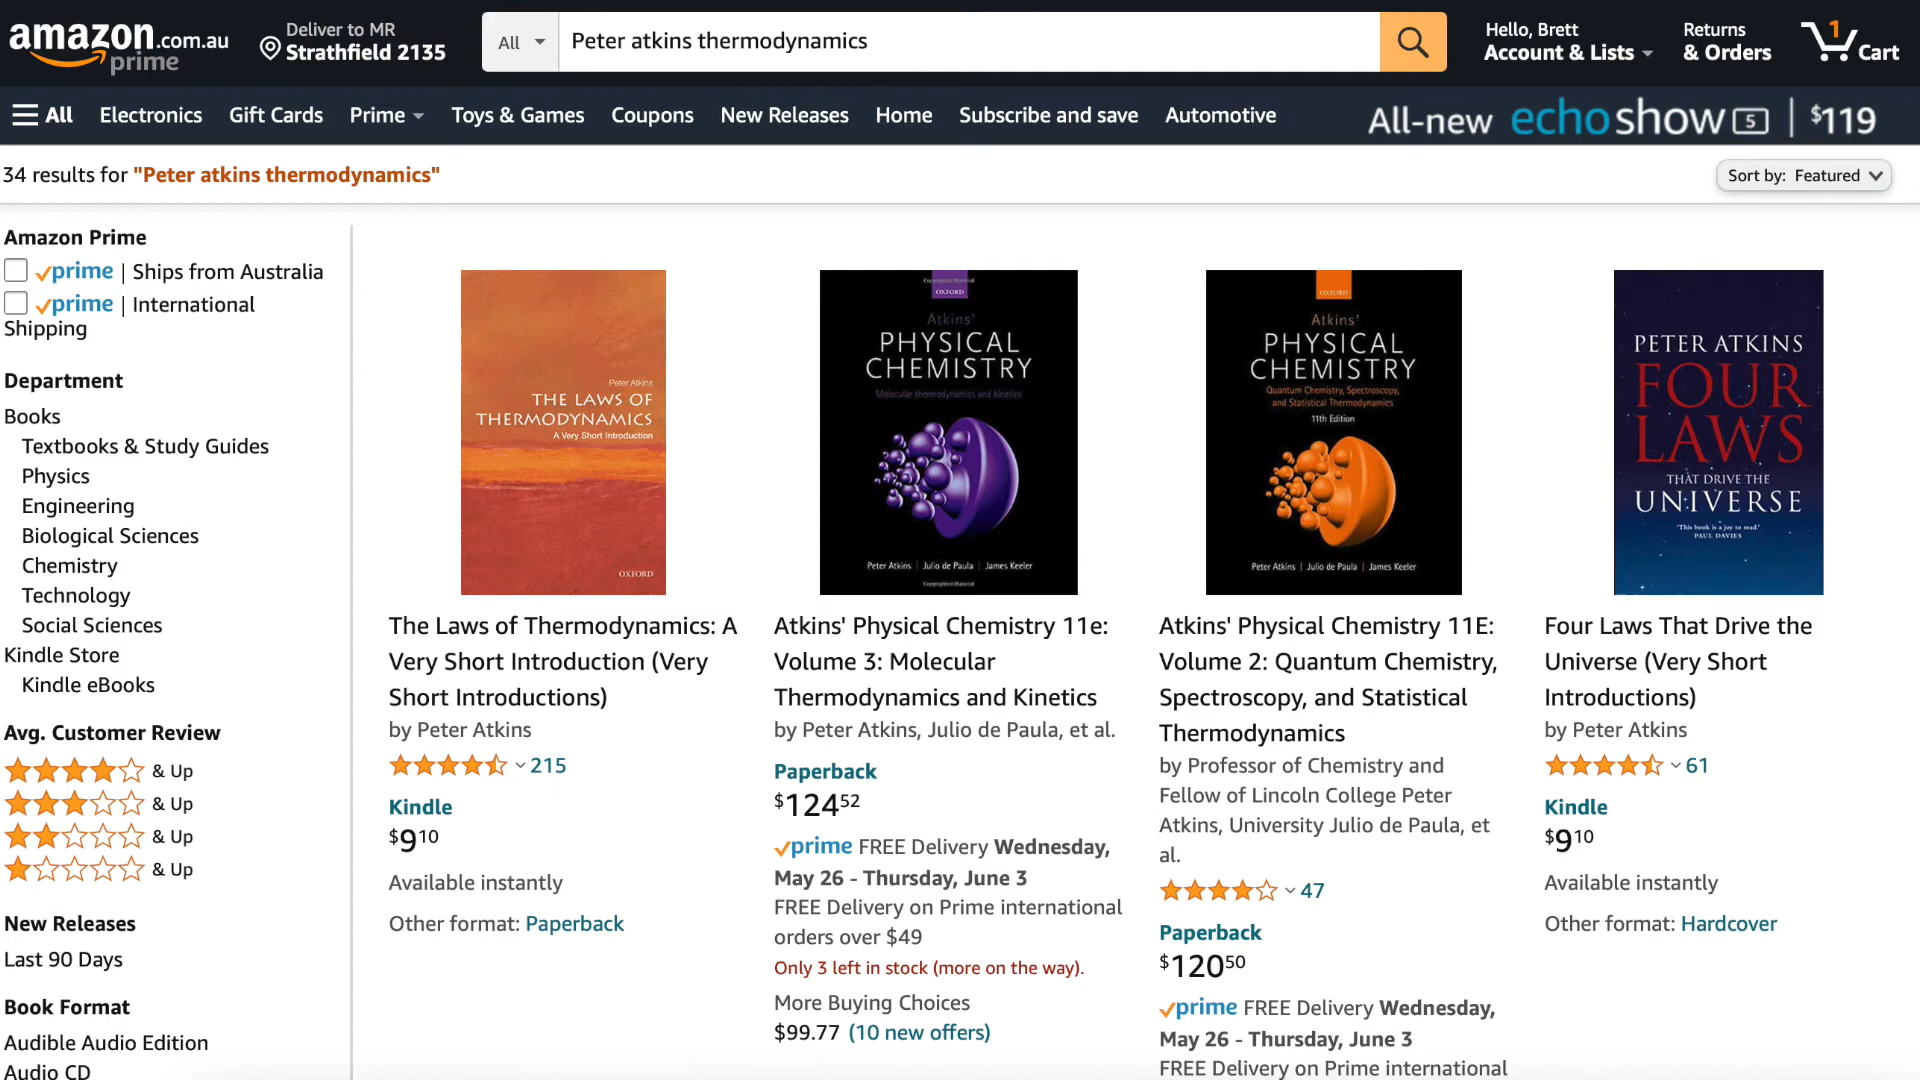 amazon.com.au
prime
Deliver to MR
Strathfield 2135
All
Peter atkins thermodynamics
Hello, Brett
Account & Lists
Returns
& Orders
1
Cart
All
Electronics
Gift Cards
Prime
Toys & Games
Coupons
New Releases
Home
Subscribe and save
Automotive
All-new echo show 5 | $119
34 results for "Peter atkins thermodynamics"
Sort by: Featured
Amazon Prime
prime | Ships from Australia
prime | International
Shipping
Department
Books
Textbooks & Study Guides
Physics
Engineering
Biological Sciences
Chemistry
Technology
Social Sciences
Kindle Store
Kindle eBooks
Avg. Customer Review
& Up
& Up
& Up
& Up
New Releases
Last 90 Days
Book Format
Audible Audio Edition
Audio CD
Peter Atkins
THE LAWS OF
THERMODYNAMICS
A Very Short Introduction
OXFORD
The Laws of Thermodynamics: A
Very Short Introduction (Very
Short Introductions)
by Peter Atkins
215
Kindle
$910
Available instantly
Other format: Paperback
Copyrighted Material
OXFORD
Atkins'
PHYSICAL
CHEMISTRY
Molecular thermodynamics and kinetics
Peter Atkins | Julio de Paula | James Keeler
Copyrighted Material
Atkins' Physical Chemistry 11e:
Volume 3: Molecular
Thermodynamics and Kinetics
by Peter Atkins, Julio de Paula, et al.
Paperback
$12452
prime FREE Delivery Wednesday,
May 26 - Thursday, June 3
FREE Delivery on Prime international
orders over $49
Only 3 left in stock (more on the way).
More Buying Choices
$99.77 (10 new offers)
OXFORD
Atkins'
PHYSICAL
CHEMISTRY
Quantum Chemistry, Spectroscopy,
and Statistical Thermodynamics
11th Edition
Peter Atkins | Julio de Paula | James Keeler
Atkins' Physical Chemistry 11E:
Volume 2: Quantum Chemistry,
Spectroscopy, and Statistical
Thermodynamics
by Professor of Chemistry and
Fellow of Lincoln College Peter
Atkins, University Julio de Paula, et
al.
47
Paperback
$12050
prime FREE Delivery Wednesday,
May 26 - Thursday, June 3
FREE Delivery on Prime international
PETER ATKINS
FOUR
LAWS
THAT DRIVE THE
UNIVERSE
"This book is a joy to read."
PAUL DAVIES
Four Laws That Drive the
Universe (Very Short
Introductions)
by Peter Atkins
61
Kindle
$910
Available instantly
Other format: Hardcover